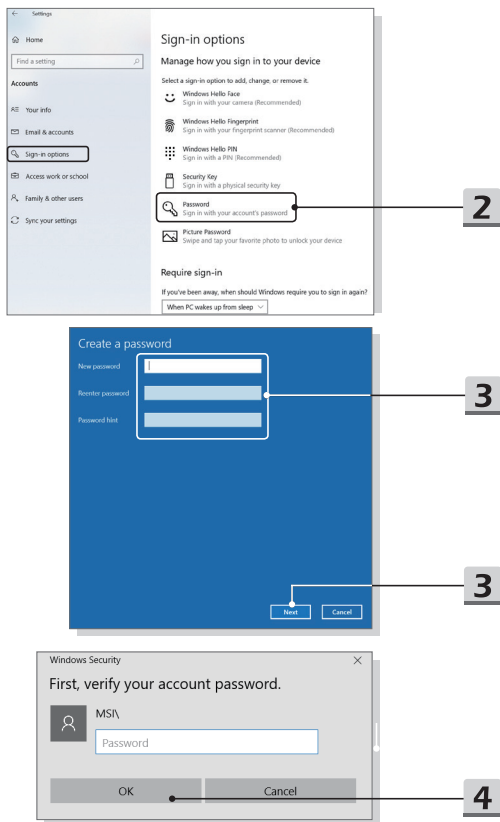 Settings
Home
Find a setting
Accounts
Your info
Email & accounts
Sign-in options
Access work or school
Family & other users
Sync your settings
Sign-in options
Manage how you sign in to your device
Select a sign-in option to add, change, or remove it.
Windows Hello Face
Sign in with your camera (Recommended)
Windows Hello Fingerprint
Sign in with your fingerprint scanner (Recommended)
Windows Hello PIN
Sign in with a PIN (Recommended)
Security Key
Sign in with a physical security key
Password
Sign in with your account's password
Picture Password
Swipe and tap your favorite photo to unlock your device
Require sign-in
If you've been away, when should Windows require you to sign in again?
When PC wakes up from sleep
2
Create a password
New password
Reenter password
Password hint
3
Next
Cancel
3
Windows Security
First, verify your account password.
MSI\
Password
OK
Cancel
4